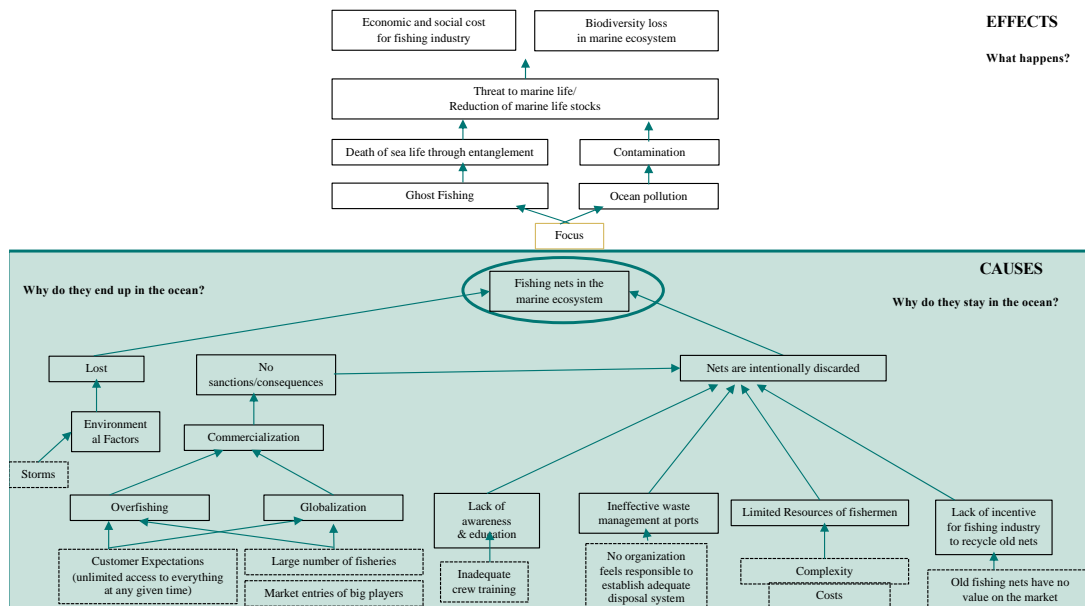 Economic and social cost
for fishing industry
Biodiversity loss
in marine ecosystem
EFFECTS
What happens?
Threat to marine life/
Reduction of marine life stocks
Death of sea life through entanglement
Contamination
Ghost Fishing
Ocean pollution
Focus
CAUSES
Why do they end up in the ocean?
Fishing nets in the
marine ecosystem
Why do they stay in the ocean?
Lost
No
sanctions/consequences
Nets are intentionally discarded
Environment
al Factors
Commercialization
Storms
Overfishing
Globalization
Lack of
awareness
& education
Ineffective waste
management at ports
Limited Resources of fishermen
Lack of incentive
for fishing industry
to recycle old nets
Customer Expectations
(unlimited access to everything
at any given time)
Large number of fisheries
Market entries of big players
Inadequate
crew training
No organization
feels responsible to
establish adequate
disposal system
Complexity
Costs
Old fishing nets have no
value on the market